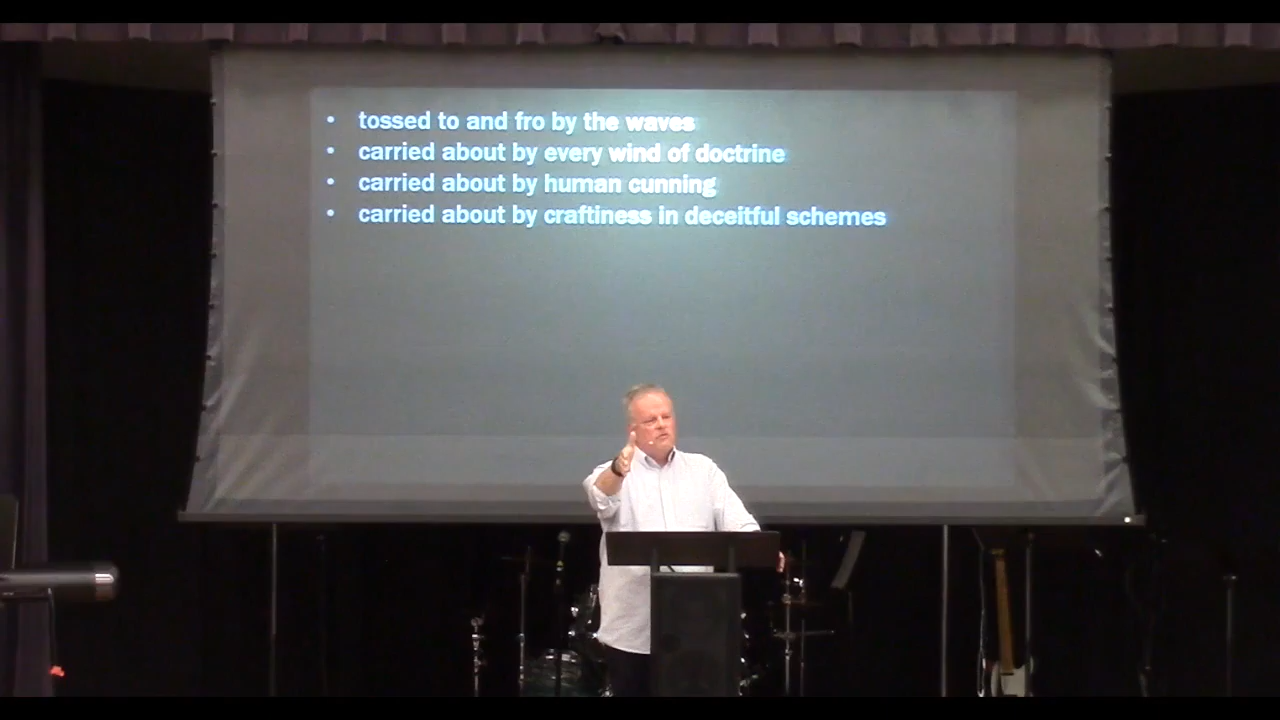 • tossed to and fro by the waves
• carried about by every wind of doctrine
• carried about by human cunning
• carried about by craftiness in deceitful schemes